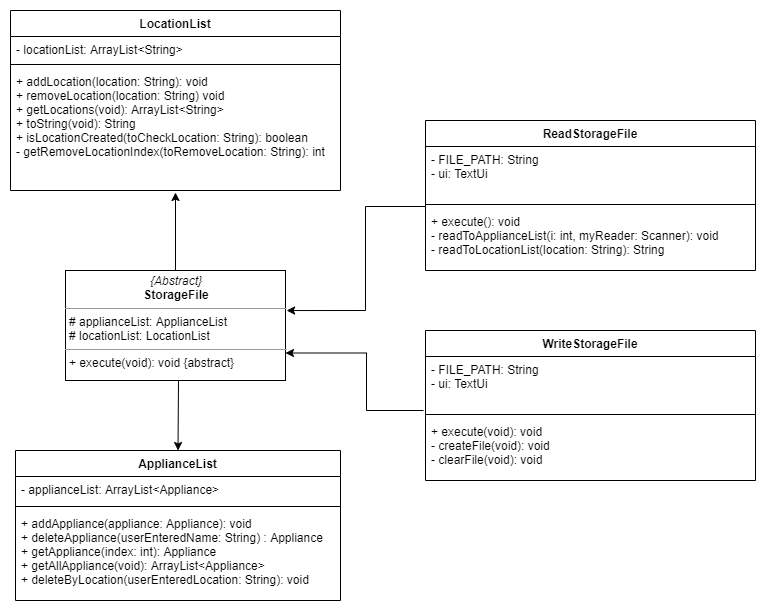 LocationList
- locationList: ArrayList<String>
+ addLocation(location: String): void
+ removeLocation(location: String) void
+ getLocations(void): ArrayList<String>
+ toString(void): String
+ isLocationCreated(toCheckLocation: String): boolean
- getRemoveLocationIndex(toRemoveLocation: String): int
ReadStorageFile
- FILE_PATH: String
- ui: TextUi
+ execute(): void
- readToApplianceList(i: int, myReader: Scanner): void
- readToLocationList(location: String): String
{Abstract}
StorageFile
# applianceList: ApplianceList
# locationList: LocationList
+ execute(void): void {abstract}
WriteStorageFile
- FILE_PATH: String
- ui: TextUi
+ execute(void): void
- createFile(void): void
- clearFile(void): void
ApplianceList
- applianceList: ArrayList<Appliance>
+ addAppliance(appliance: Appliance): void
+ deleteAppliance(userEnteredName: String) : Appliance
+ getAppliance(index: int): Appliance
+ getAllAppliance(void): ArrayList<Appliance>
+ deleteByLocation(userEnteredLocation: String): void